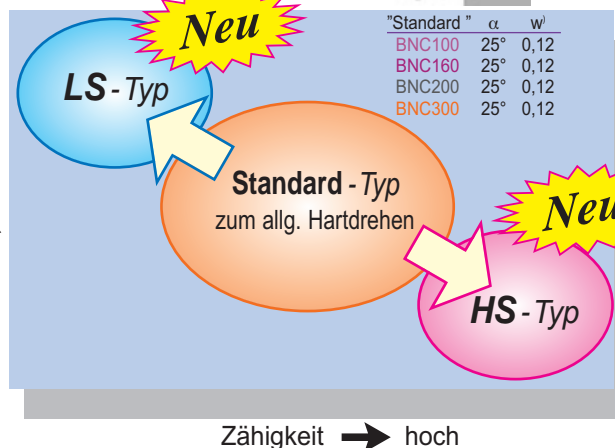 Neu
LS - Typ
"Standard " α w)
BNC100 25° 0,12
BNC160 25° 0,12
BNC200 25° 0,12
BNC300 25° 0,12
Standard - Typ
zum allg. Hartdrehen
Neu
HS - Typ
Zähigkeit ➔ hoch